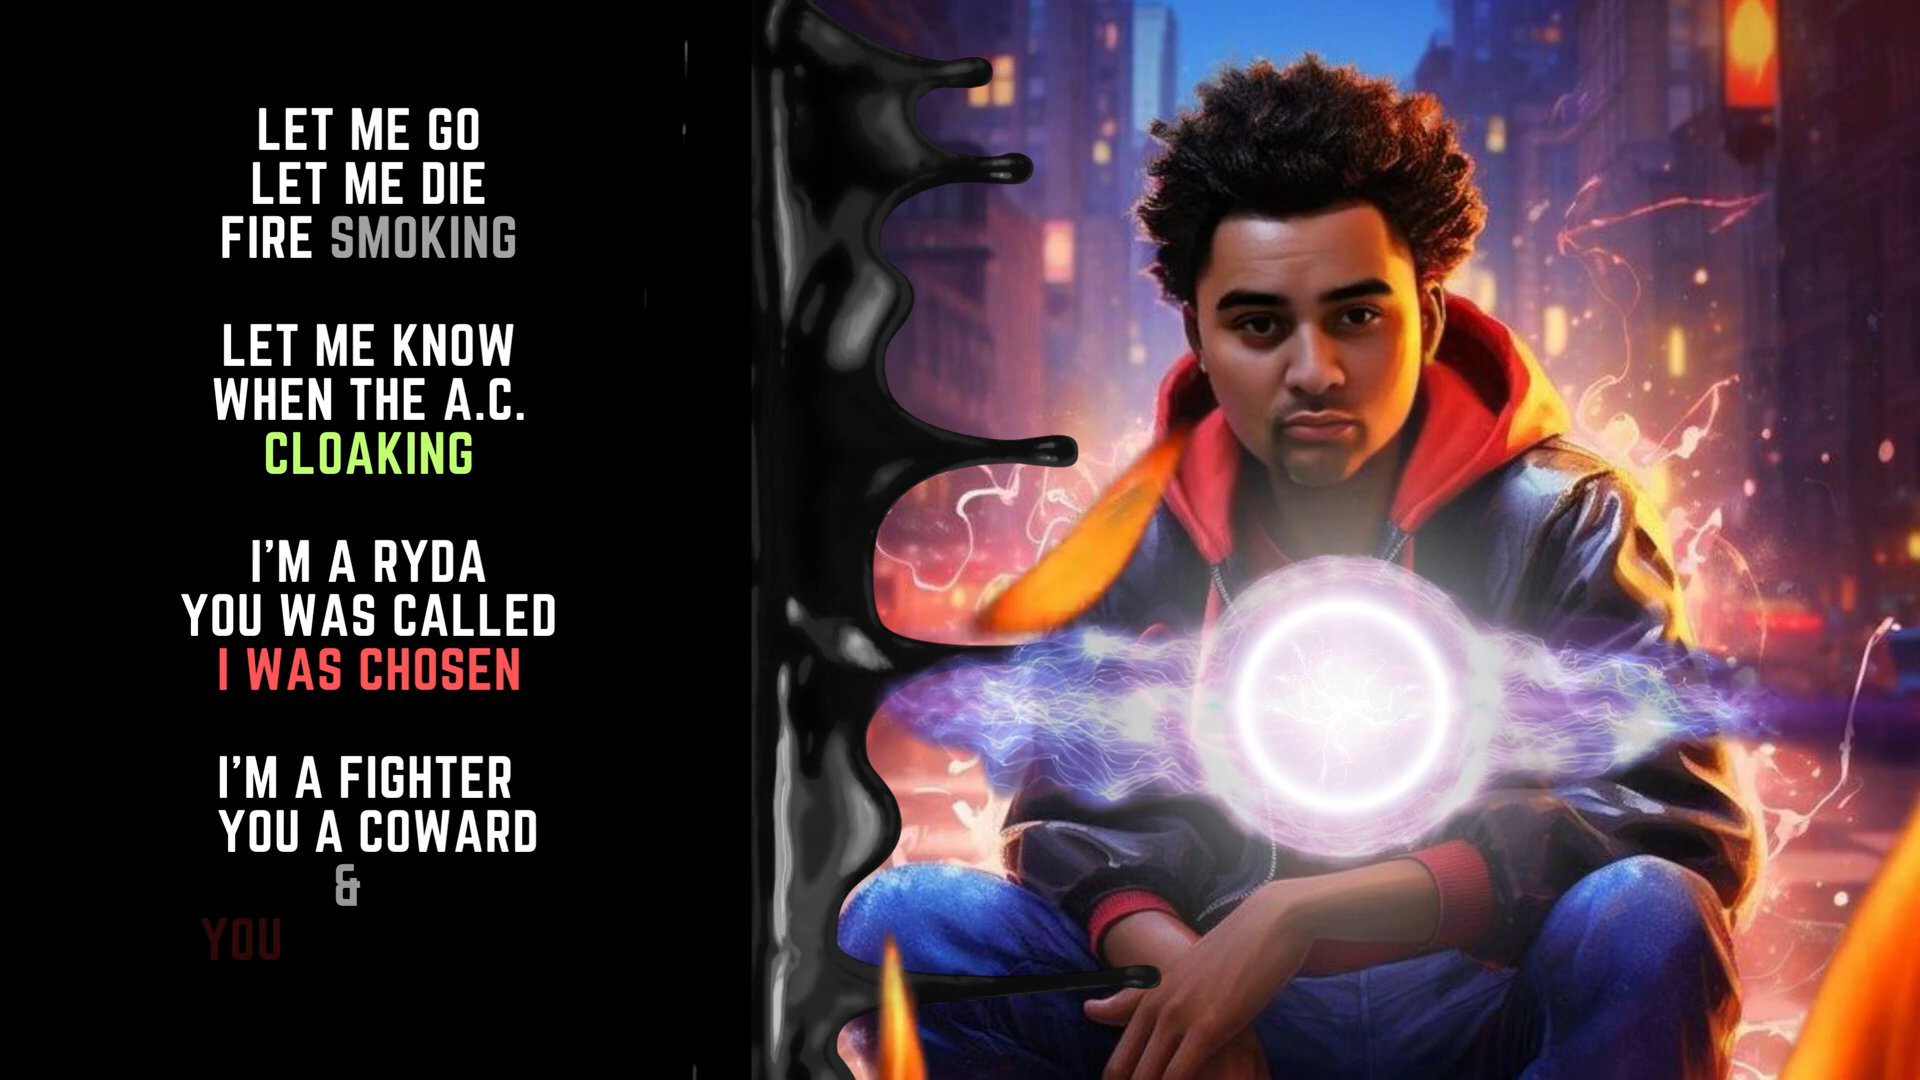 LET ME GO
LET ME DIE
FIRE SMOKING
LET ME KNOW
WHEN THE A.C.
CLOAKING
I'M A RYDA
YOU WAS CALLED
I WAS CHOSEN
I'M A FIGHTER
YOU A COWARD
&
YOU